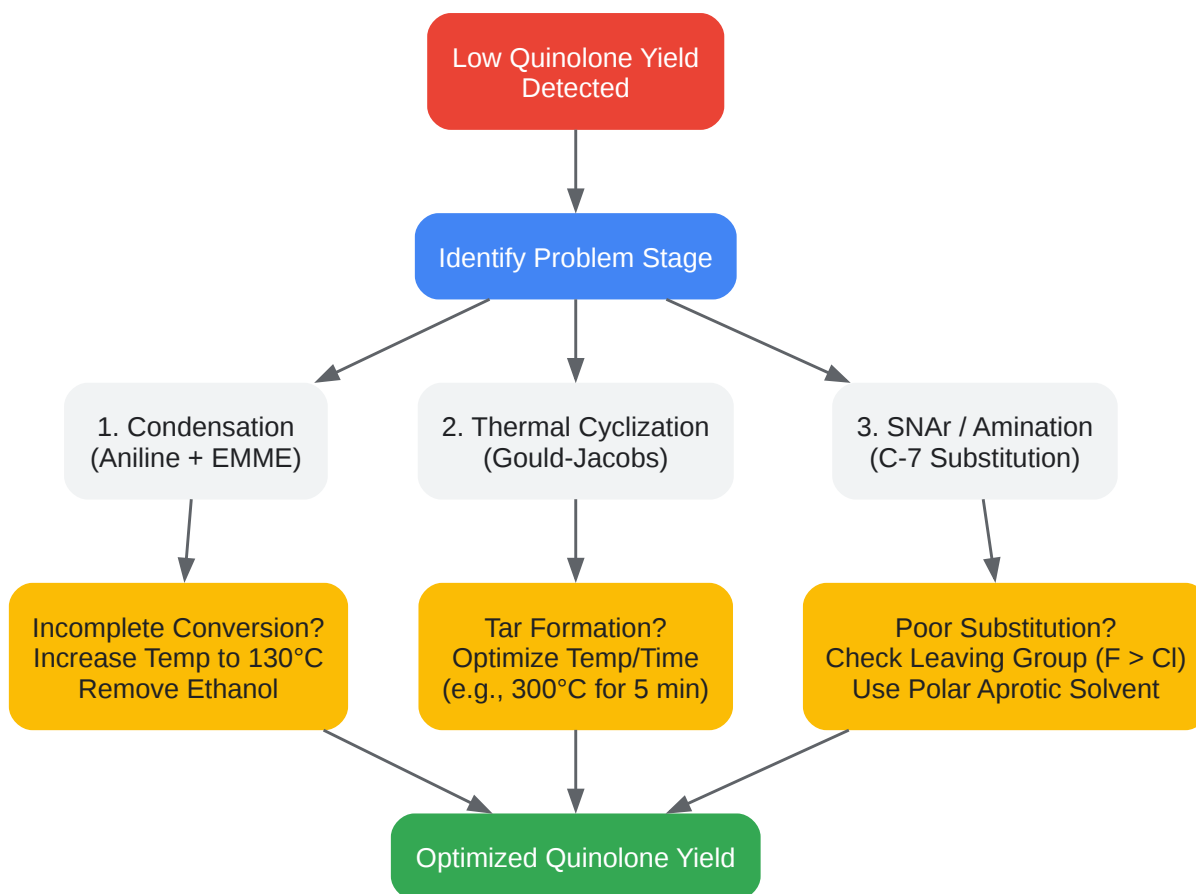 Low Quinolone Yield
Detected
Identify Problem Stage
1. Condensation
(Aniline + EMME)
2. Thermal Cyclization
(Gould-Jacobs)
3. SNAr / Amination
(C-7 Substitution)
Incomplete Conversion?
Increase Temp to 130°C
Remove Ethanol
Tar Formation?
Optimize Temp/Time
(e.g., 300°C for 5 min)
Poor Substitution?
Check Leaving Group (F > Cl)
Use Polar Aprotic Solvent
Optimized Quinolone Yield